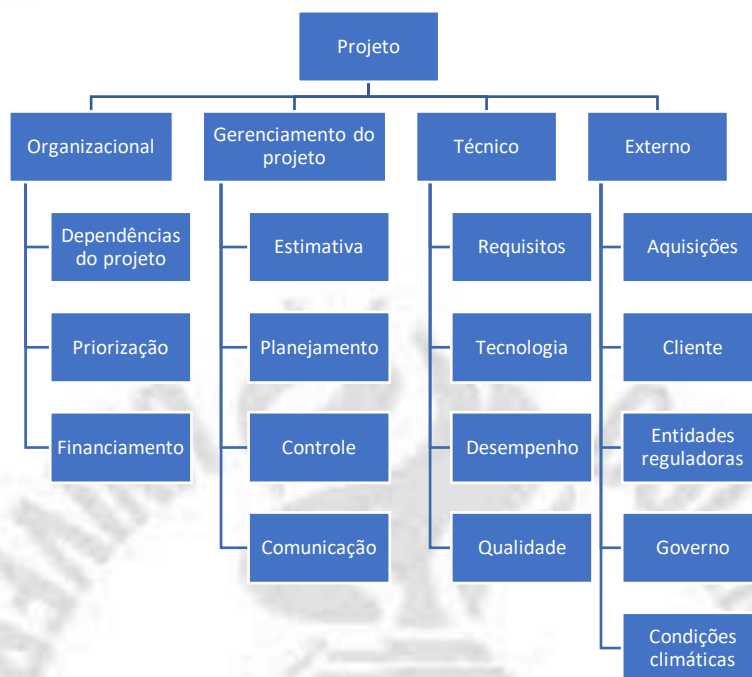 Projeto
Organizacional
Gerenciamento do
projeto
Técnico
Externo
Dependências
do projeto
Estimativa
Requisitos
Aquisições
Priorização
Planejamento
Tecnologia
Cliente
Financiamento
Controle
Desempenho
Entidades
reguladoras
Comunicação
Qualidade
Governo
Condições
climáticas